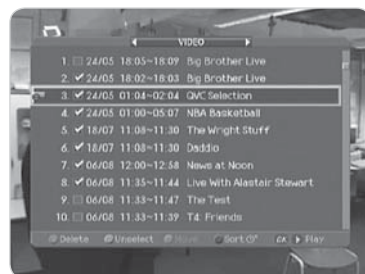 VIDEO
1. 24/05 18:05~18:09 Big Brother Live
2. 24/05 18:02~18:03 Big Brother Live
3. 24/05 01:04~02:04 QVC Selection
4. 24/05 01:00~05:07 NBA Basketball
5. 18/07 11:08~11:30 The Wright Stuff
6. 18/07 11:08~11:30 Daddio
7. 06/08 12:00~12:58 News at Noon
8. 06/08 11:35~11:44 Live With Alastair Stewart
9. 06/08 11:33~11:47 The Test
10. 06/08 11:33~11:39 T4: Friends
Delete Unselect Move Sort OK Play